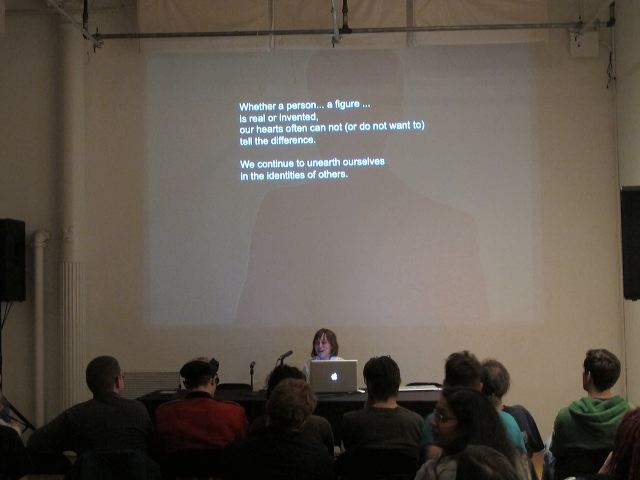 Whether a person... a figure ...
is real or invented,
our hearts often can not (or do not want to)
tell the difference.
We continue to unearth ourselves
in the identities of others.